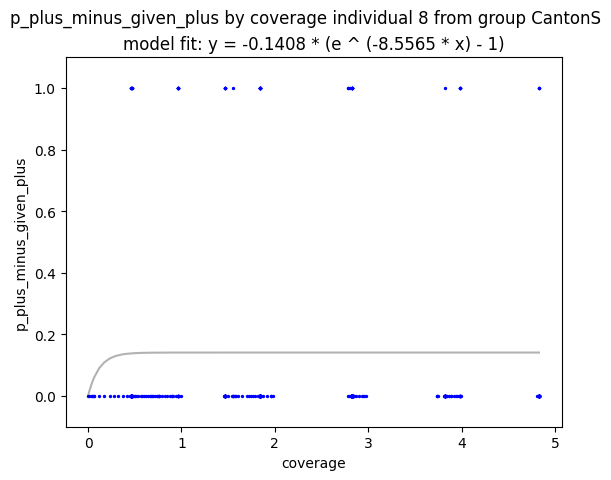 p_plus_minus_given_plus by coverage individual 8 from group CantonS
model fit: y = -0.1408 * (e ^ (-8.5565 * x) - 1)
p_plus_minus_given_plus
1.0
0.8
0.6
0.4
0.2
0.0
0 1 2 3 4 5
coverage